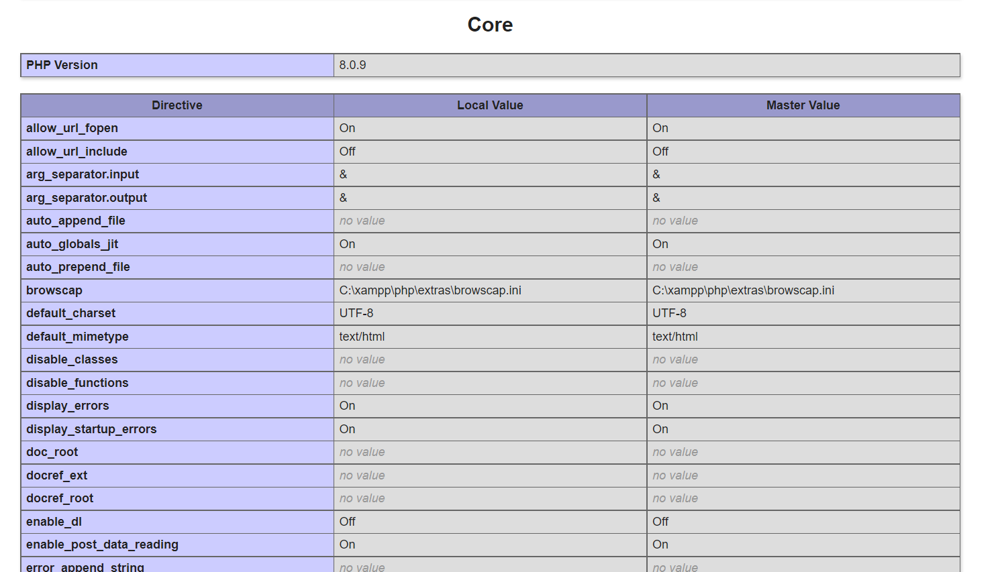 Core
PHP Version 8.0.9
Directive Local Value Master Value
allow_url_fopen On On
allow_url_include Off Off
arg_separator.input & &
arg_separator.output & &
auto_append_file no value no value
auto_globals_jit On On
auto_prepend_file no value no value
browscap C:\xampp\php\extras\browscap.ini C:\xampp\php\extras\browscap.ini
default_charset UTF-8 UTF-8
default_mimetype text/html text/html
disable_classes no value no value
disable_functions no value no value
display_errors On On
display_startup_errors On On
doc_root no value no value
docref_ext no value no value
docref_root no value no value
enable_dl Off Off
enable_post_data_reading On On
error_append_string no value no value